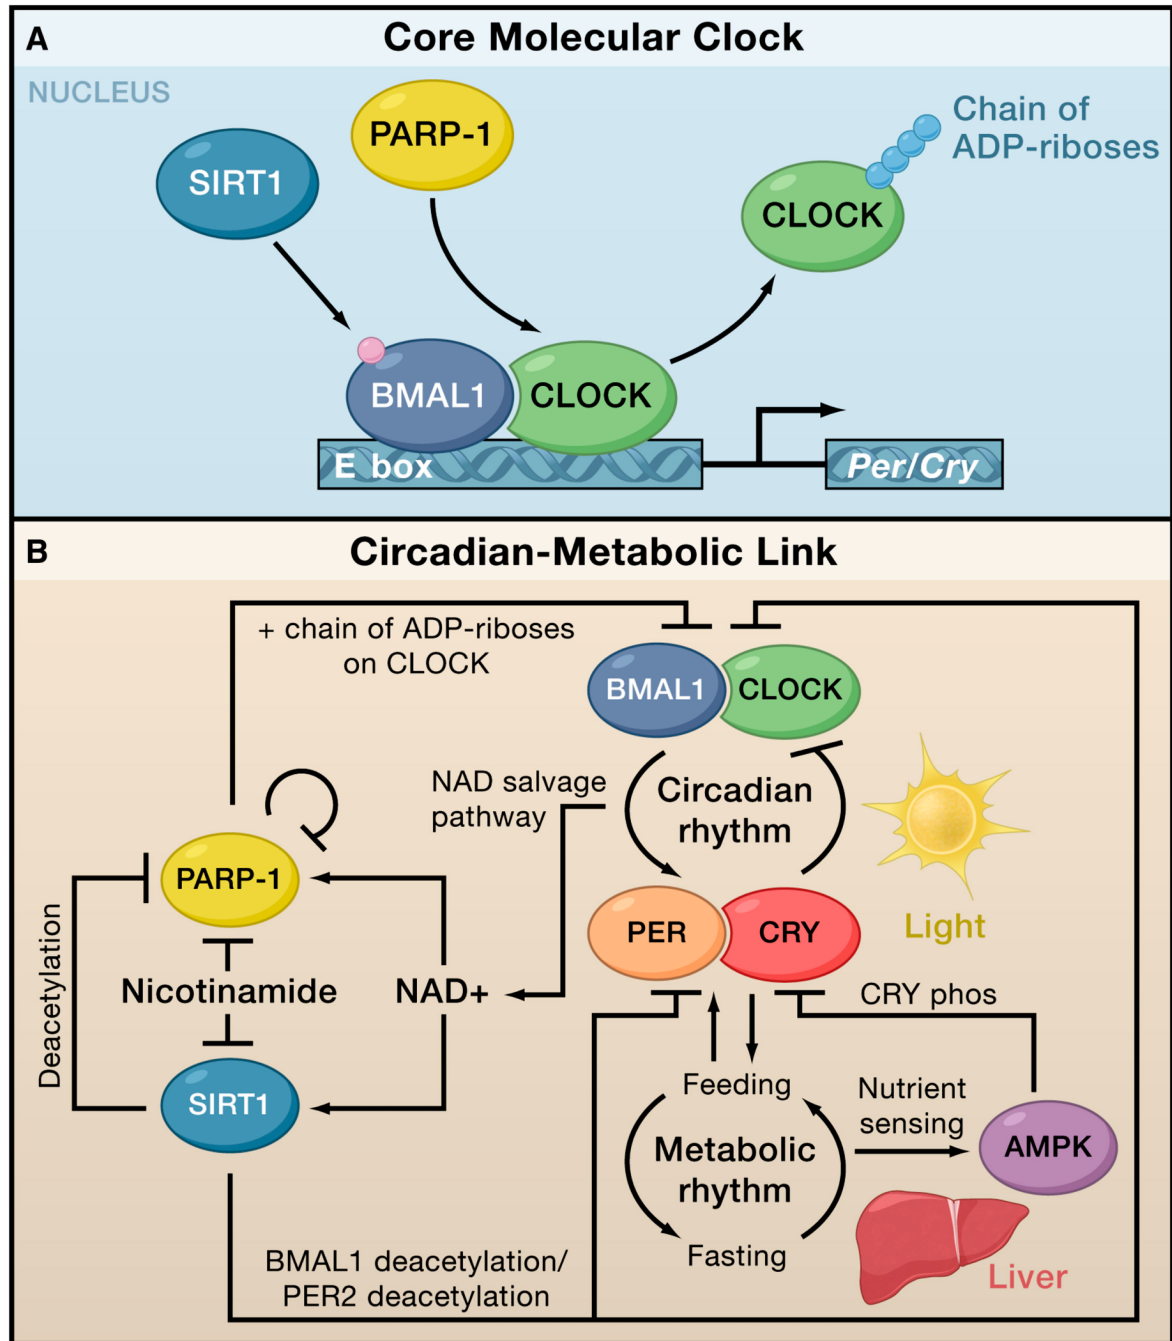 A
Core Molecular Clock
NUCLEUS
PARP-1
SIRT1
Chain of
ADP-riboses
CLOCK
BMAL1
CLOCK
E box
Per/Cry
B
Circadian-Metabolic Link
+ chain of ADP-riboses
on CLOCK
BMAL1
CLOCK
NAD salvage
pathway
Circadian
rhythm
PARP-1
PER
CRY
Light
Deacetylation
Nicotinamide
NAD+
CRY phos
SIRT1
Feeding
Nutrient
sensing
Metabolic
rhythm
AMPK
Fasting
Liver
BMAL1 deacetylation/
PER2 deacetylation